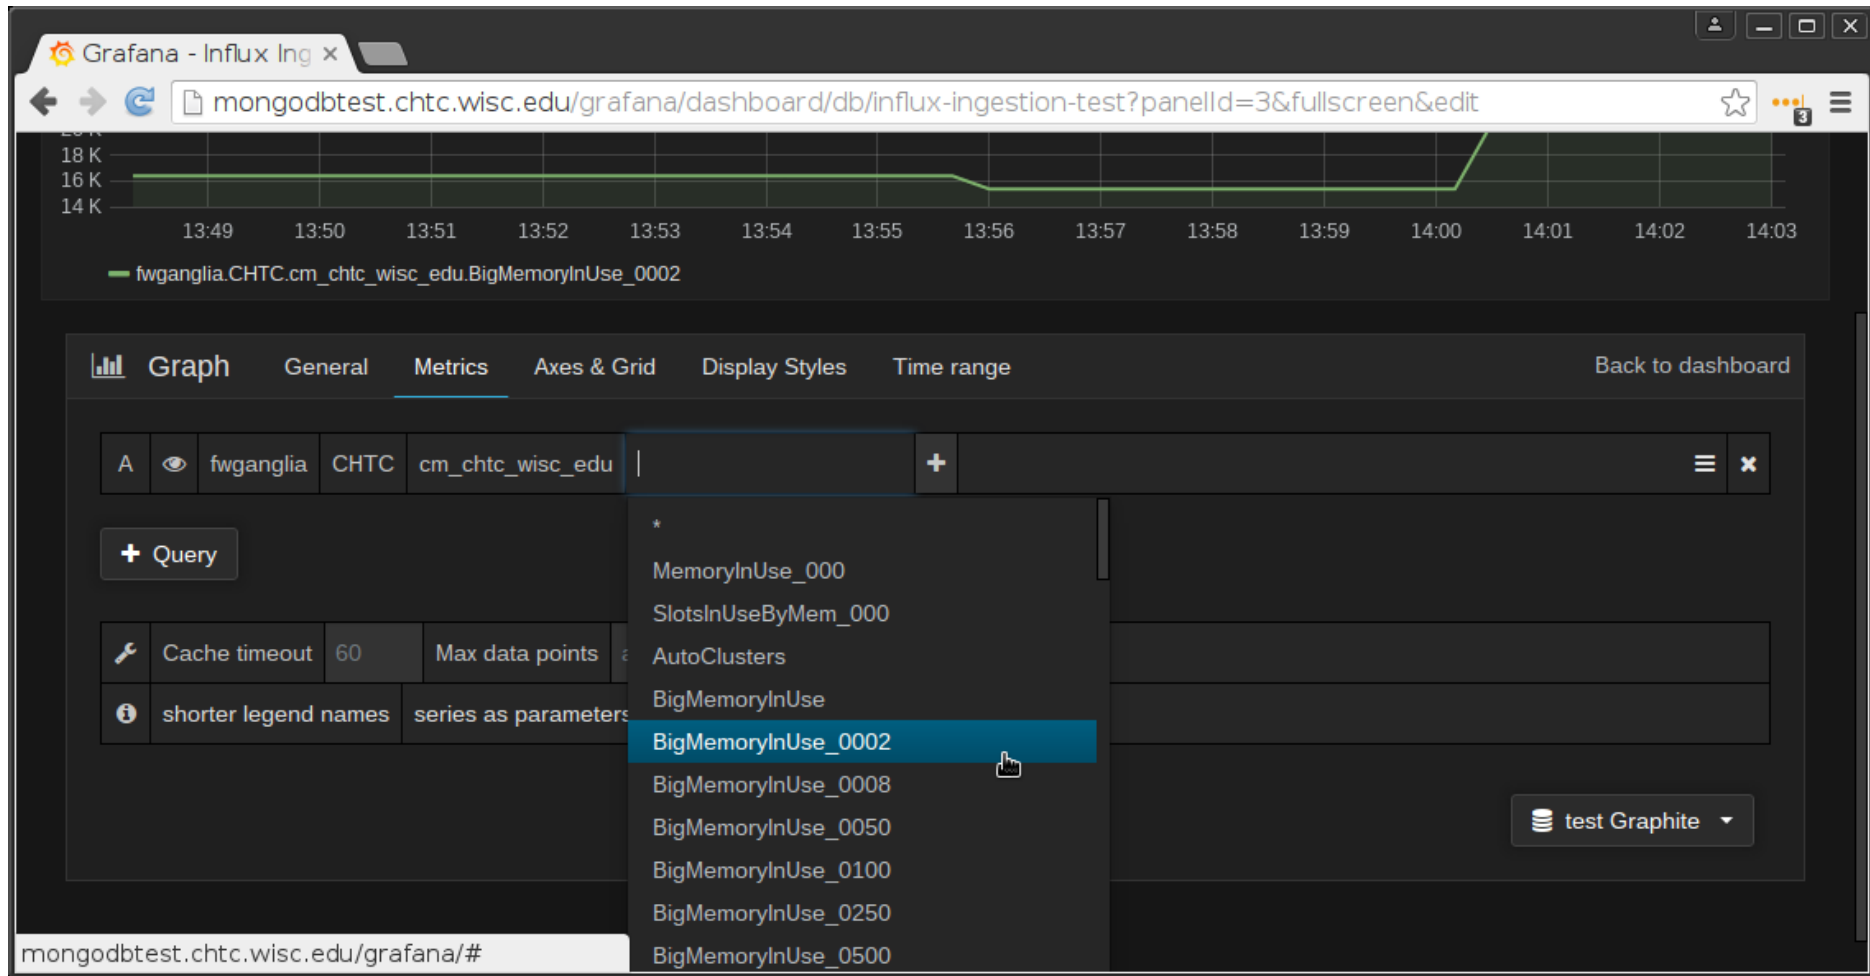 Grafana - Influx Ing
mongodbtest.chtc.wisc.edu/grafana/dashboard/db/influx-ingestion-test?panelId=3&fullscreen&edit
3
18 K
16 K
14 K
13:49 13:50 13:51 13:52 13:53 13:54 13:55 13:56 13:57 13:58 13:59 14:00 14:01 14:02 14:03
fwganglia.CHTC.cm_chtc_wisc_edu.BigMemoryInUse_0002
Graph General Metrics Axes & Grid Display Styles Time range Back to dashboard
A fwganglia CHTC cm_chtc_wisc_edu
*
Query
MemoryInUse_000
SlotsInUseByMem_000
Cache timeout 60 Max data points
AutoClusters
BigMemoryInUse
shorter legend names series as parameters
BigMemoryInUse_0002
BigMemoryInUse_0008
test Graphite
BigMemoryInUse_0050
BigMemoryInUse_0100
BigMemoryInUse_0250
BigMemoryInUse_0500
mongodbtest.chtc.wisc.edu/grafana/#